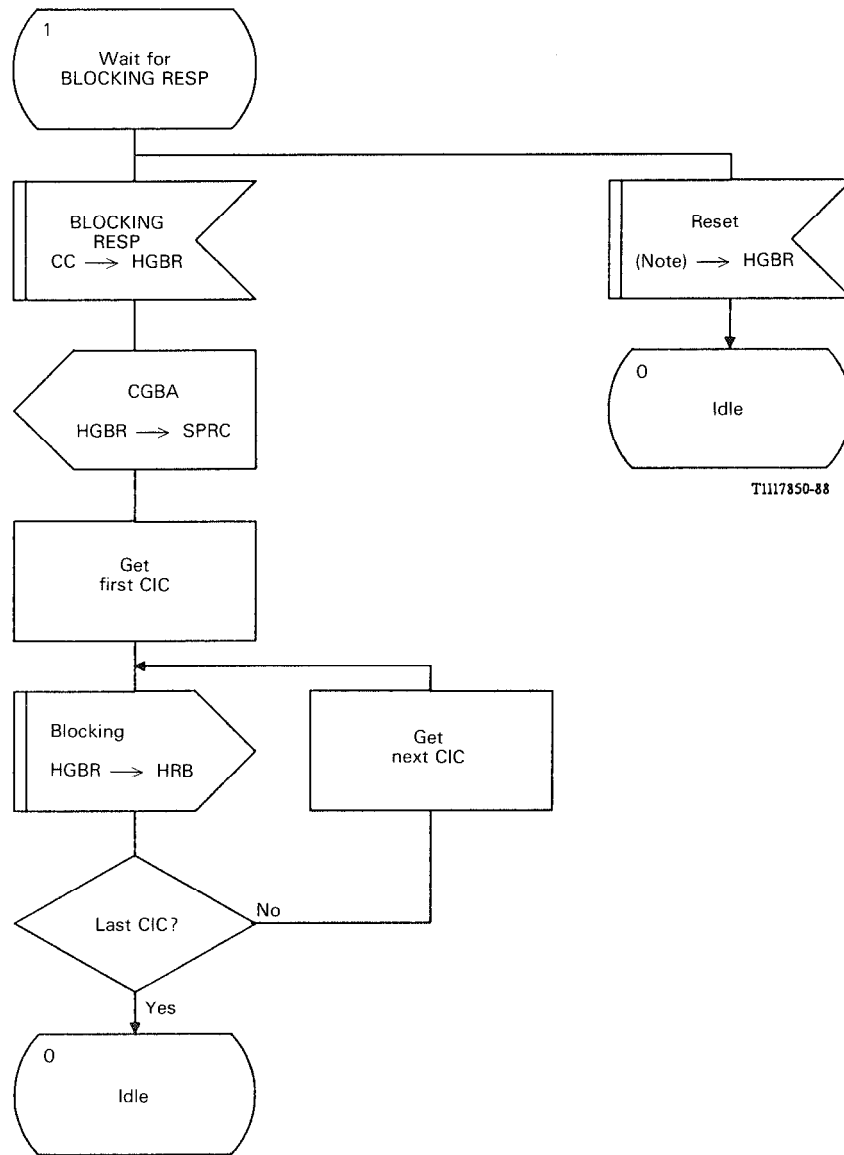 1
Wait for
BLOCKING RESP
BLOCKING
RESP
CC → HGBR
Reset
(Note) → HGBR
CGBA
HGBR → SPRC
0
Idle
T1117850-88
Get
first CIC
Blocking
HGBR → HRB
Get
next CIC
Last CIC?
No
Yes
0
Idle